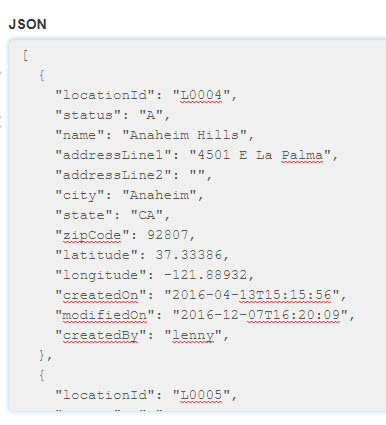 JSON
[
{
"locationId": "L0004",
"status": "A",
"name": "Anaheim Hills",
"addressLine1": "4501 E La Palma",
"addressLine2": "",
"city": "Anaheim",
"state": "CA",
"zipCode": 92807,
"latitude": 37.33386,
"longitude": -121.88932,
"createdOn": "2016-04-13T15:15:56",
"modifiedOn": "2016-12-07T16:20:09",
"createdBy": "lenny",
},
{
"locationId": "L0005",